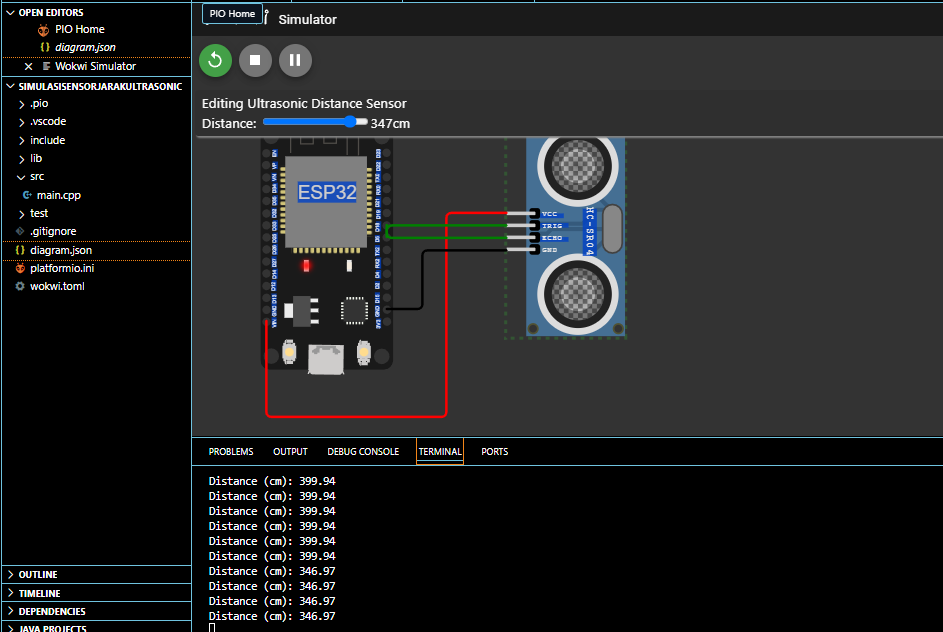 OPEN EDITORS
PIO Home
{} diagram.json
Wokwi Simulator
SIMULASISENSORJARAKULTRASONIC
.pio
.vscode
include
lib
src
main.cpp
test
.gitignore
{} diagram.json
platformio.ini
wokwi.toml
OUTLINE
TIMELINE
DEPENDENCIES
JAVA PROJECTS
PIO Home
Simulator
Editing Ultrasonic Distance Sensor
Distance: 347cm
ESP32
VCC
TRIG
ECHO
GND
HC-SR04
PROBLEMS OUTPUT DEBUG CONSOLE TERMINAL PORTS
Distance (cm): 399.94
Distance (cm): 399.94
Distance (cm): 399.94
Distance (cm): 399.94
Distance (cm): 399.94
Distance (cm): 399.94
Distance (cm): 346.97
Distance (cm): 346.97
Distance (cm): 346.97
Distance (cm): 346.97